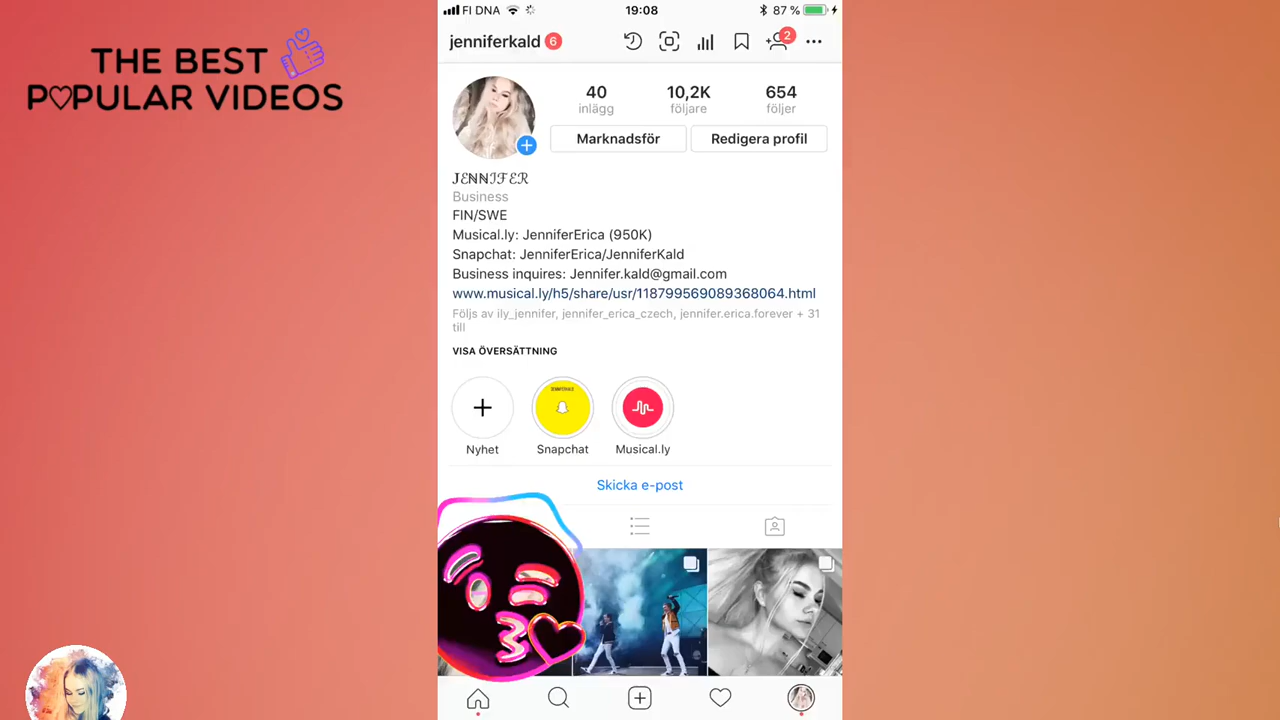 THE BEST
POPULAR VIDEOS
FI DNA 19:08 87 %
jenniferkald 6 2
40 10,2K 654
inlägg följare följer
Marknadsför Redigera profil
JENNIFER
Business
FIN/SWE
Musical.ly: JenniferErica (950K)
Snapchat: JenniferErica/JenniferKald
Business inquires: Jennifer.kald@gmail.com
www.musical.ly/h5/share/usr/118799569089368064.html
Följs av ily_jennifer, jennifer_erica_czech, jennifer.erica.forever + 31
till
VISA ÖVERSÄTTNING
Nyhet Snapchat Musical.ly
Skicka e-post